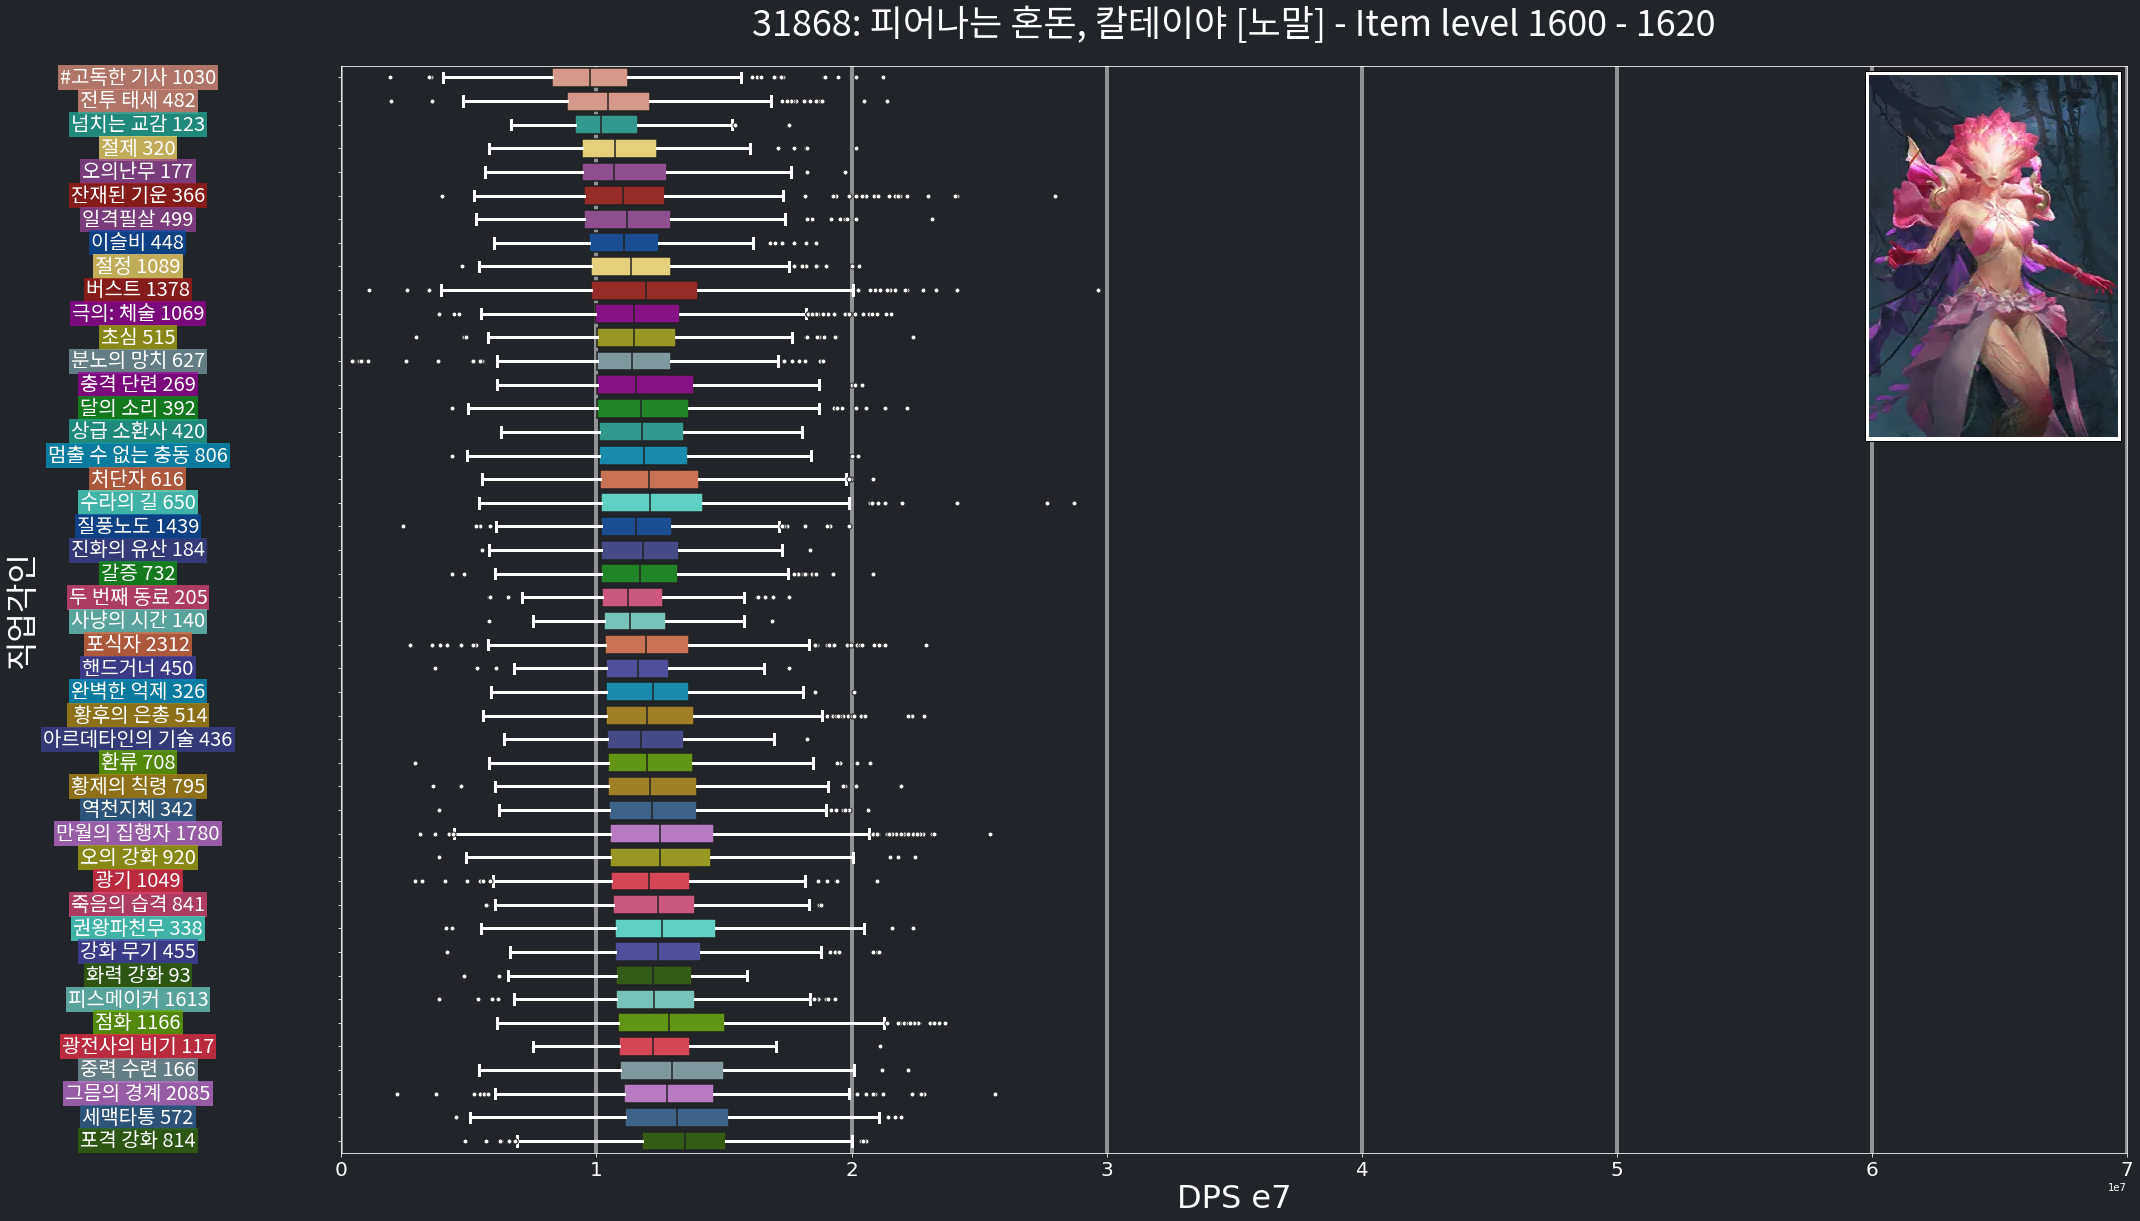 31868: 피어나는 혼돈, 칼테이야 [노말] - Item level 1600 - 1620
#고독한 기사 1030
전투 태세 482
넘치는 교감 123
절제 320
오의난무 177
잔재된 기운 366
일격필살 499
이슬비 448
절정 1089
버스트 1378
극의: 체술 1069
초심 515
분노의 망치 627
충격 단련 269
달의 소리 392
상급 소환사 420
멈출 수 없는 충동 806
처단자 616
수라의 길 650
질풍노도 1439
진화의 유산 184
갈증 732
두 번째 동료 205
사냥의 시간 140
포식자 2312
핸드거너 450
완벽한 억제 326
황후의 은총 514
아르데타인의 기술 436
환류 708
황제의 칙령 795
역천지체 342
만월의 집행자 1780
오의 강화 920
광기 1049
죽음의 습격 841
권왕파천무 338
강화 무기 455
화력 강화 93
피스메이커 1613
점화 1166
광전사의 비기 117
중력 수련 166
그믐의 경계 2085
세맥타통 572
포격 강화 814
직업각인
0 1 2 3 4 5 6 7
1e7
DPS e7